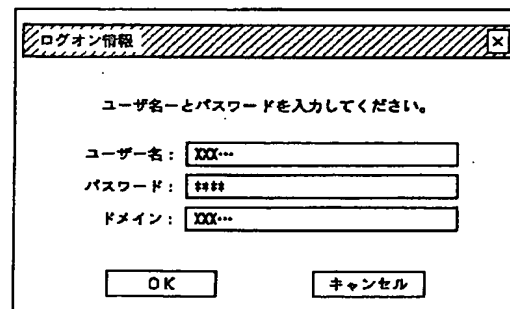 ログオン情報 ×
ユーザ名ーとパスワードを入力してください。
ユーザー名： XXX…
パスワード： ****
ドメイン： XXX…
OK キャンセル